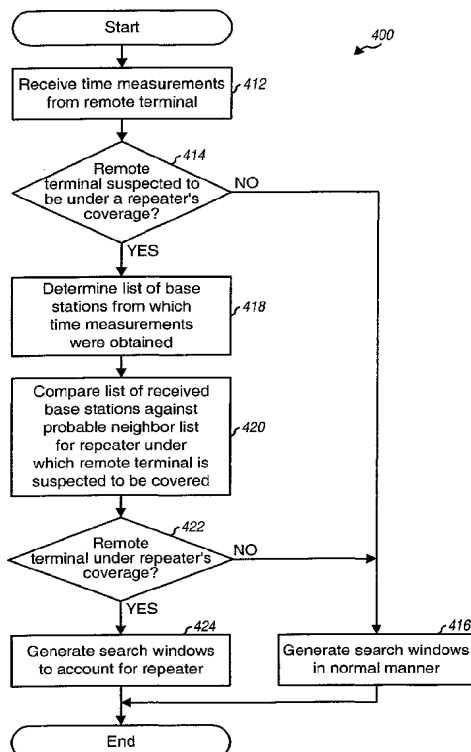 Start
400
Receive time measurements
from remote terminal
412
414
Remote
terminal suspected to
be under a repeater's
coverage?
NO
YES
Determine list of base
stations from which
time measurements
were obtained
418
Compare list of received
base stations against
probable neighbor list
for repeater under
which remote terminal is
suspected to be covered
420
422
Remote
terminal under repeater's
coverage?
NO
YES
424
Generate search windows
to account for repeater
416
Generate search windows
in normal manner
End